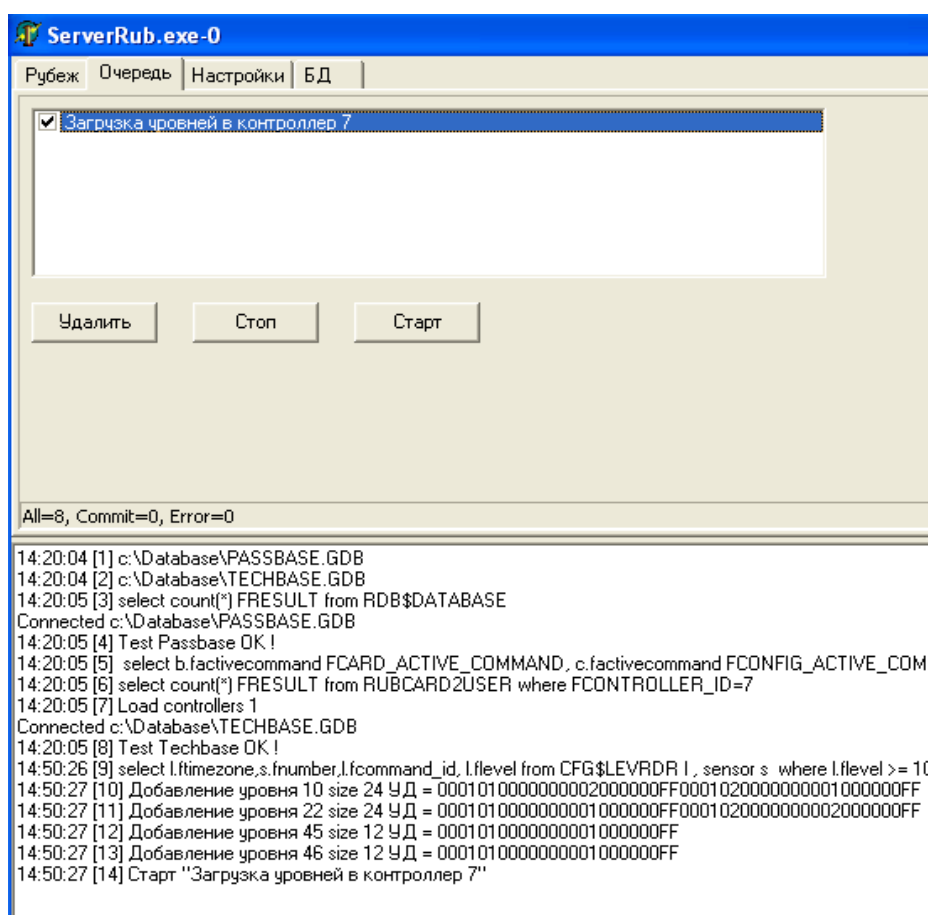 ServerRub.exe-0
Рубеж Очередь Настройки БД
Загрузка уровней в контроллер 7
Удалить Стоп Старт
All=8, Commit=0, Error=0
14:20:04 [1] c:\Database\PASSBASE.GDB
14:20:04 [2] c:\Database\TECHBASE.GDB
14:20:05 [3] select count(*) FRESULT from RDB$DATABASE
Connected c:\Database\PASSBASE.GDB
14:20:05 [4] Test Passbase OK !
14:20:05 [5]  select b.factivecommand FCARD_ACTIVE_COMMAND, c.factivecommand FCONFIG_ACTIVE_COM
14:20:05 [6] select count(*) FRESULT from RUBCARD2USER where FCONTROLLER_ID=7
14:20:05 [7] Load controllers 1
Connected c:\Database\TECHBASE.GDB
14:20:05 [8] Test Techbase OK !
14:50:26 [9] select l.ftimezone,s.fnumber,l.fcommand_id, l.flevel from CFG$LEVRDR l , sensor s  where l.flevel >= 10
14:50:27 [10] Добавление уровня 10 size 24 УД = 0001010000000002000000FF0001020000000001000000FF
14:50:27 [11] Добавление уровня 22 size 24 УД = 0001010000000001000000FF0001020000000002000000FF
14:50:27 [12] Добавление уровня 45 size 12 УД = 0001010000000001000000FF
14:50:27 [13] Добавление уровня 46 size 12 УД = 0001010000000001000000FF
14:50:27 [14] Старт "Загрузка уровней в контроллер 7"